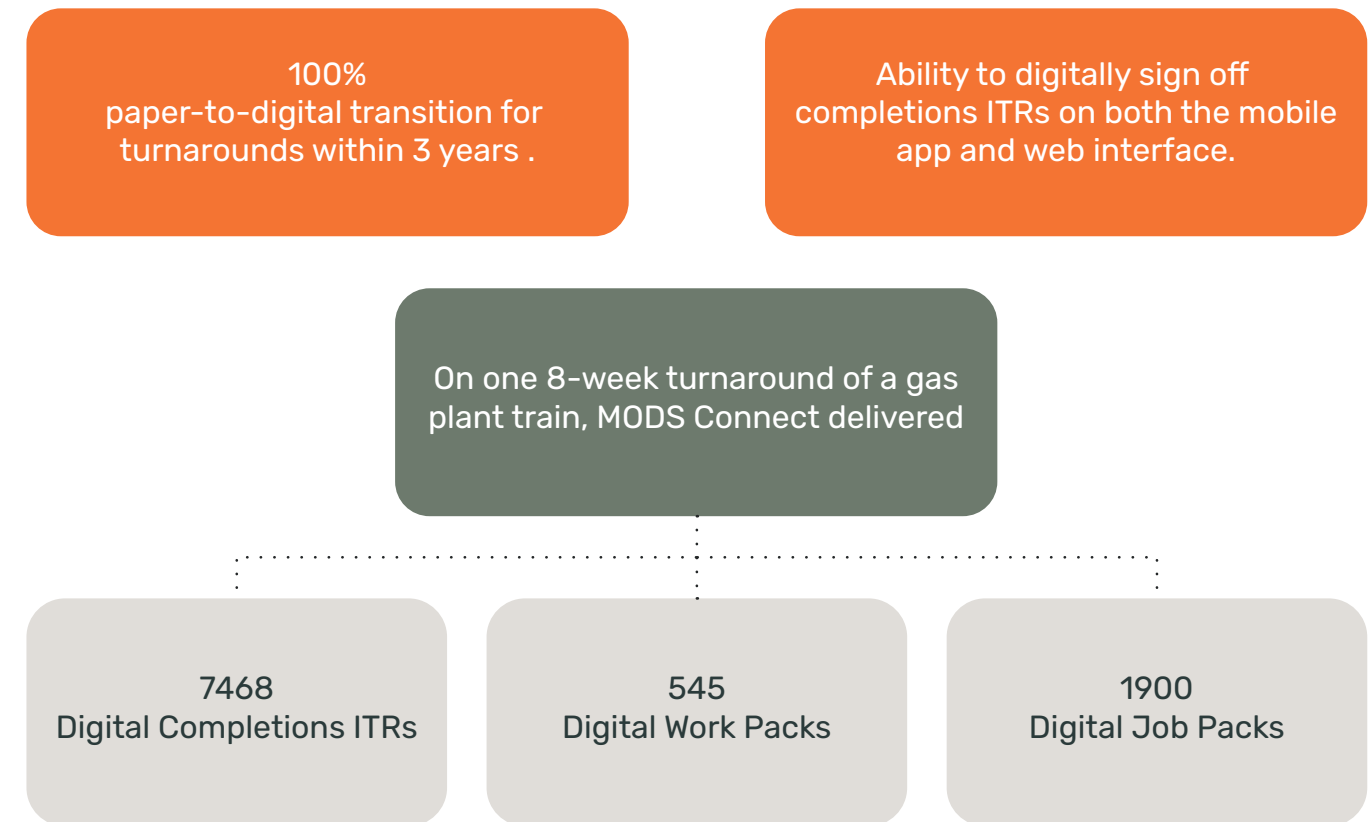 100%
paper-to-digital transition for
turnarounds within 3 years .
Ability to digitally sign off
completions ITRs on both the mobile
app and web interface.
On one 8-week turnaround of a gas
plant train, MODS Connect delivered
7468
Digital Completions ITRs
545
Digital Work Packs
1900
Digital Job Packs